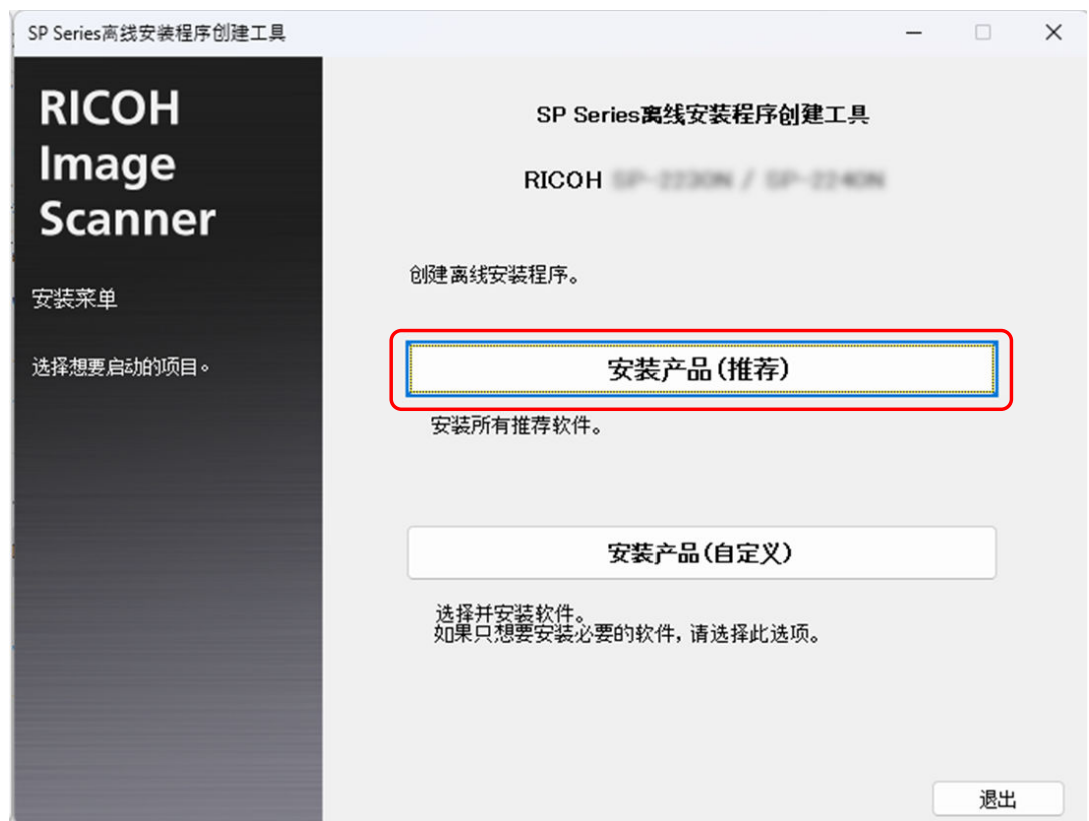 SP Series离线安装程序创建工具
RICOH
Image
Scanner
安装菜单
选择想要启动的项目。
SP Series离线安装程序创建工具
RICOH
创建离线安装程序。
安装产品(推荐)
安装所有推荐软件。
安装产品(自定义)
选择并安装软件。
如果只想要安装必要的软件,请选择此选项。
退出